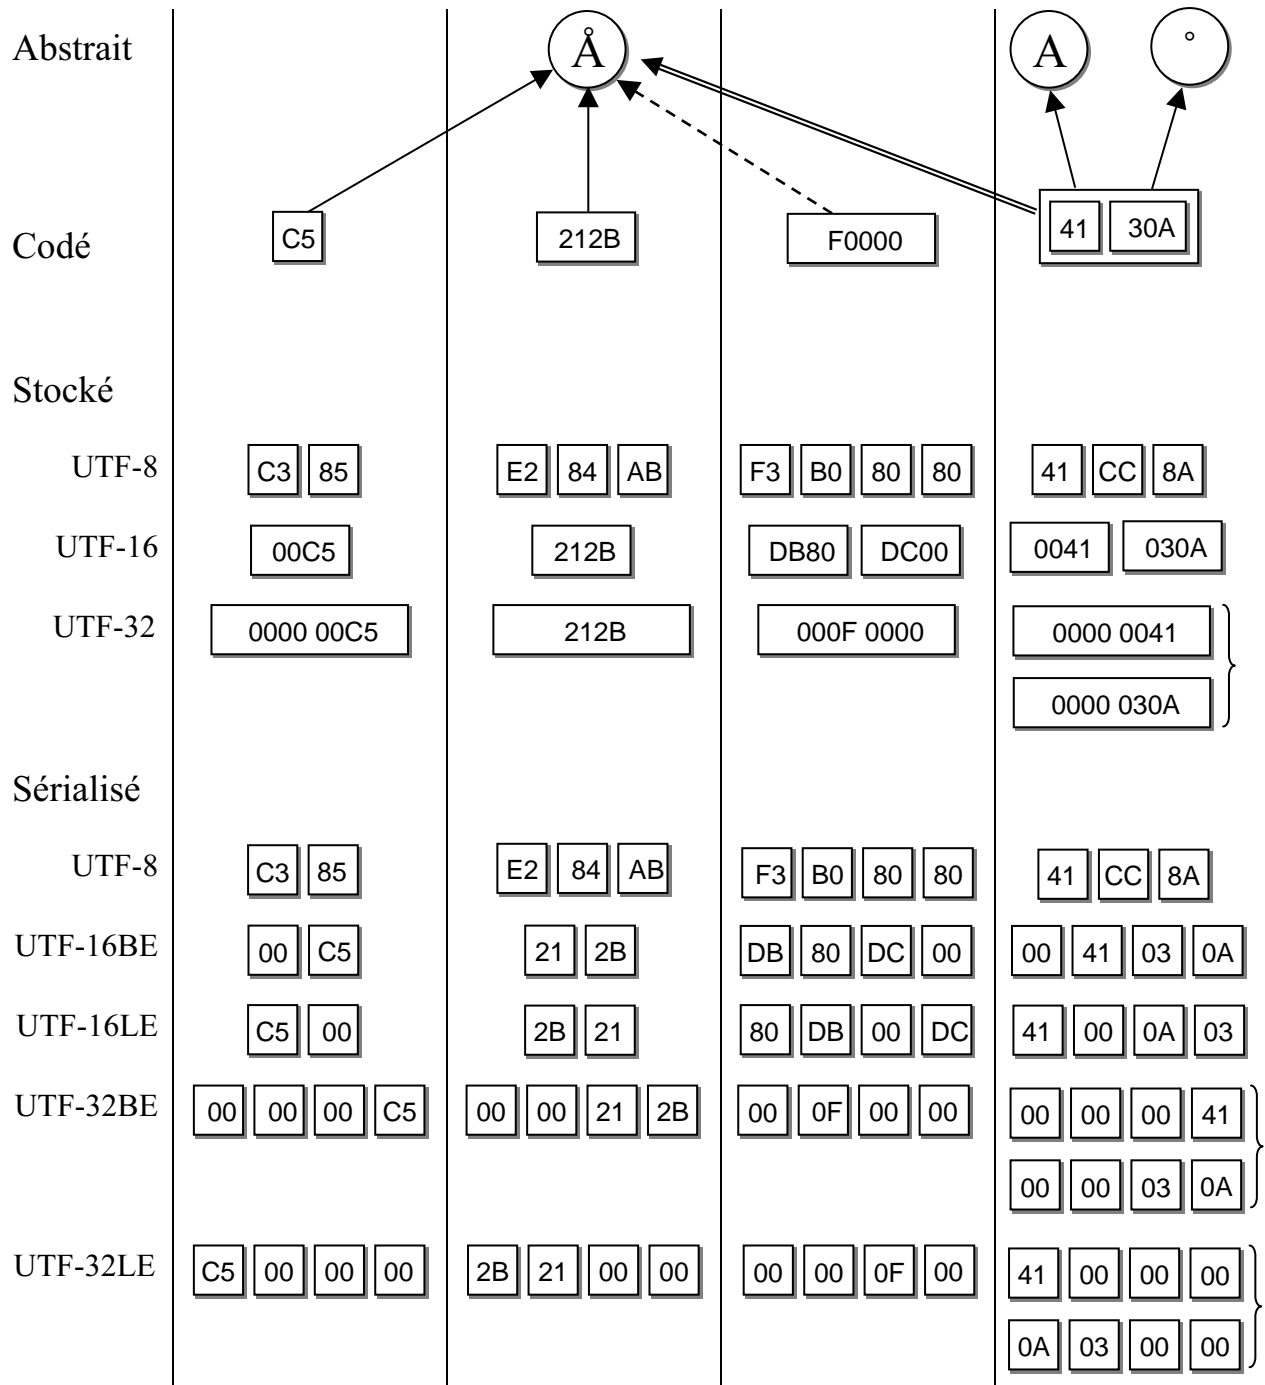 Abstrait Å A °
Codé C5 212B F0000 41 30A
Stocké
UTF-8 C3 85 E2 84 AB F3 B0 80 80 41 CC 8A
UTF-16 00C5 212B DB80 DC00 0041 030A
UTF-32 0000 00C5 212B 000F 0000 0000 0041
0000 030A
Sérialisé
UTF-8 C3 85 E2 84 AB F3 B0 80 80 41 CC 8A
UTF-16BE 00 C5 21 2B DB 80 DC 00 00 41 03 0A
UTF-16LE C5 00 2B 21 80 DB 00 DC 41 00 0A 03
UTF-32BE 00 00 00 C5 00 00 21 2B 00 0F 00 00 00 00 00 41
00 00 03 0A
UTF-32LE C5 00 00 00 2B 21 00 00 00 00 0F 00 41 00 00 00
0A 03 00 00